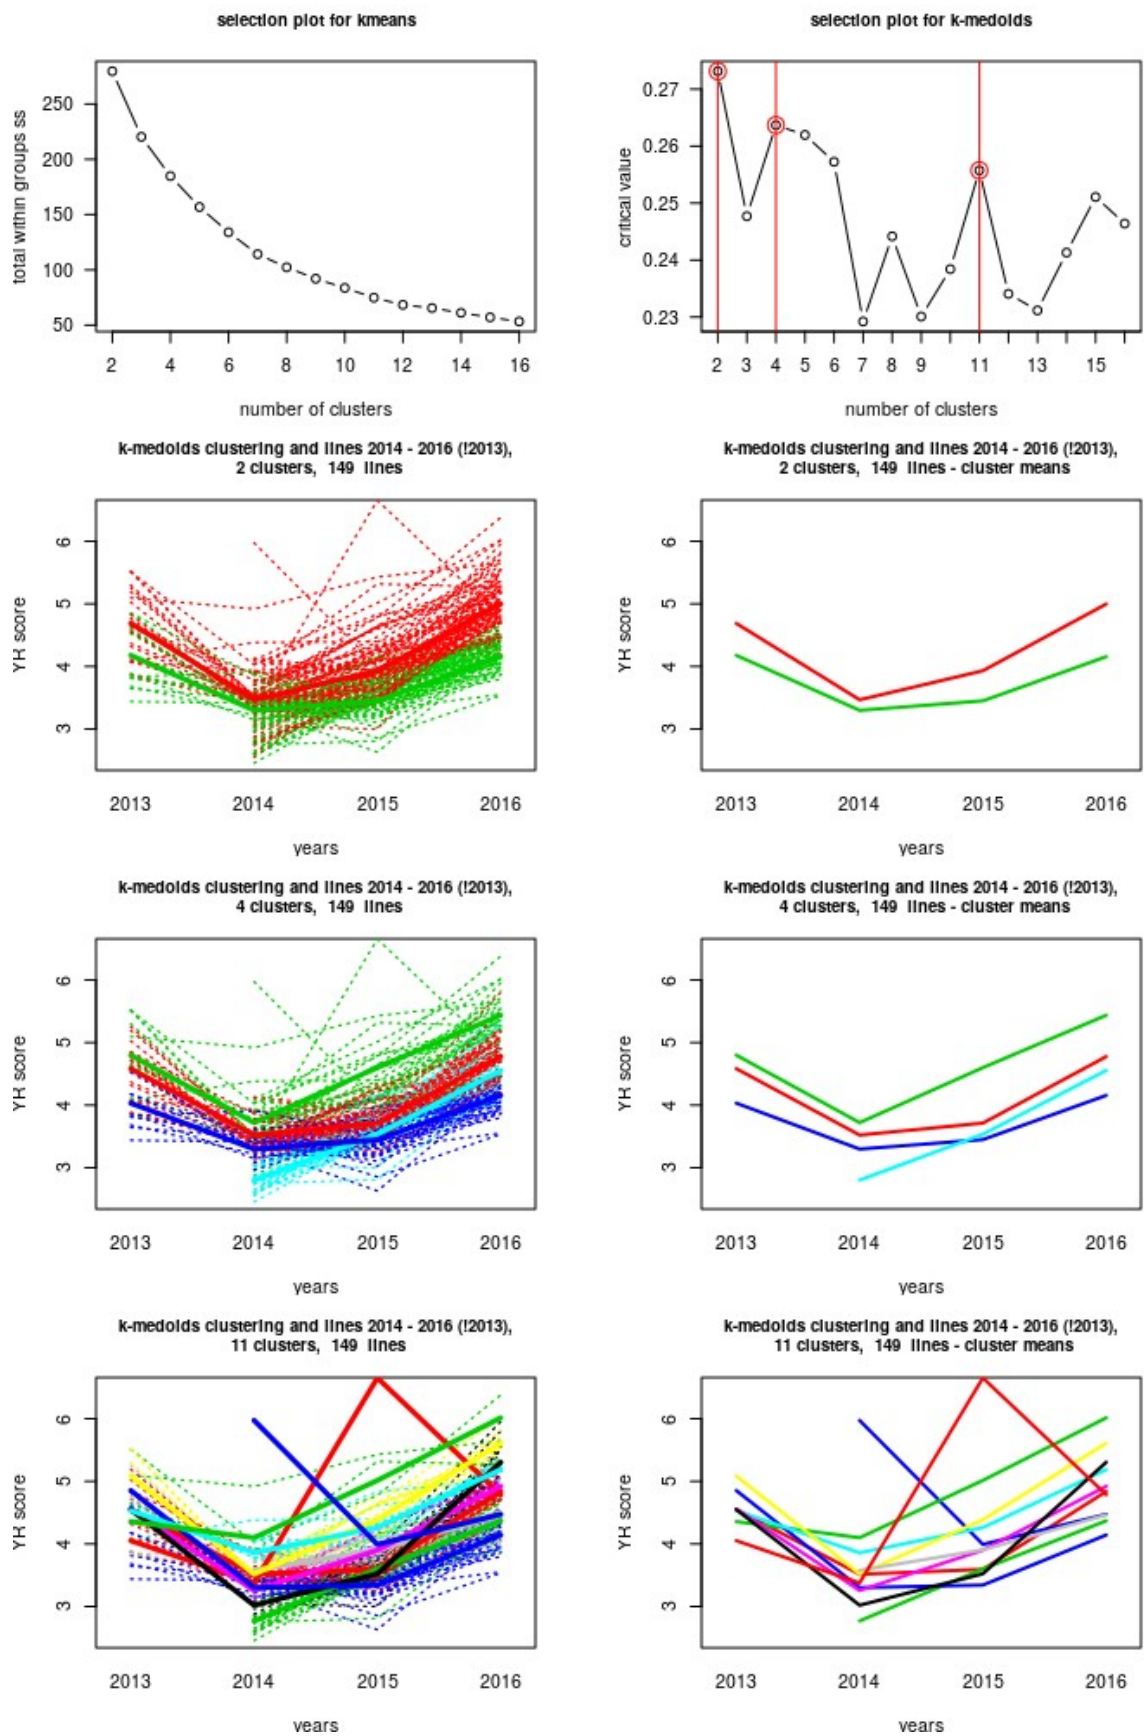 selection plot for kmeans
total within groups ss
250
200
150
100
50
2 4 6 8 10 12 14 16
number of clusters
selection plot for k-medoids
critical value
0.27
0.26
0.25
0.24
0.23
2 3 4 5 6 7 8 9 11 13 15
number of clusters
k-medoids clustering and lines 2014 - 2016 (!2013),
2 clusters, 149 lines
YR score
6
5
4
3
2013 2014 2015 2016
years
k-medoids clustering and lines 2014 - 2016 (!2013),
2 clusters, 149 lines - cluster means
YR score
6
5
4
3
2013 2014 2015 2016
years
k-medoids clustering and lines 2014 - 2016 (!2013),
4 clusters, 149 lines
YR score
6
5
4
3
2013 2014 2015 2016
years
k-medoids clustering and lines 2014 - 2016 (!2013),
4 clusters, 149 lines - cluster means
YR score
6
5
4
3
2013 2014 2015 2016
years
k-medoids clustering and lines 2014 - 2016 (!2013),
11 clusters, 149 lines
YR score
6
5
4
3
2013 2014 2015 2016
years
k-medoids clustering and lines 2014 - 2016 (!2013),
11 clusters, 149 lines - cluster means
YR score
6
5
4
3
2013 2014 2015 2016
years